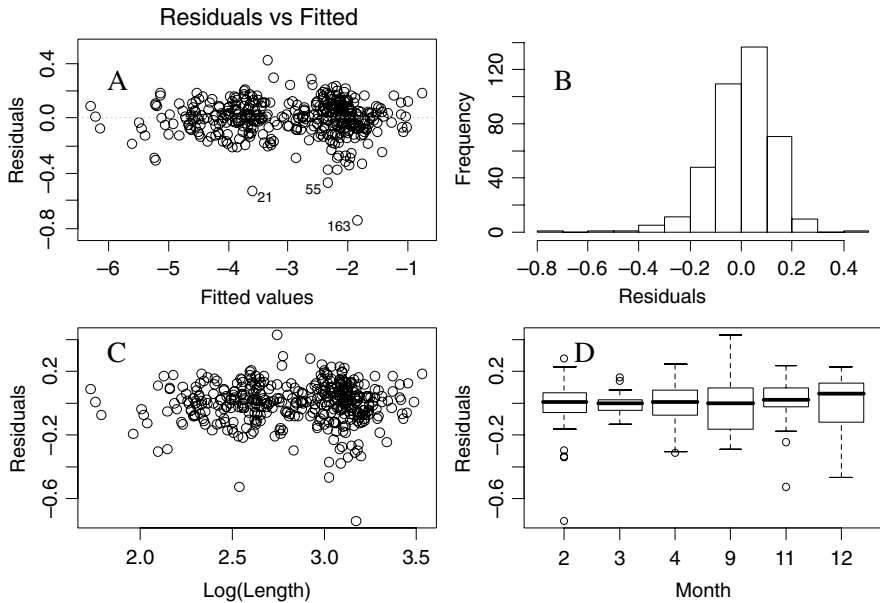 Residuals vs Fitted
A
Residuals
0.4
0.0
−0.4
−0.8
21
55
163
−6 −5 −4 −3 −2 −1
Fitted values
B
Frequency
120
80
40
0
−0.8 −0.4 −0.2 0.0 0.2 0.4
Residuals
C
Residuals
0.2
−0.2
−0.6
2.0 2.5 3.0 3.5
Log(Length)
D
Residuals
0.2
−0.2
−0.6
2 3 4 9 11 12
Month